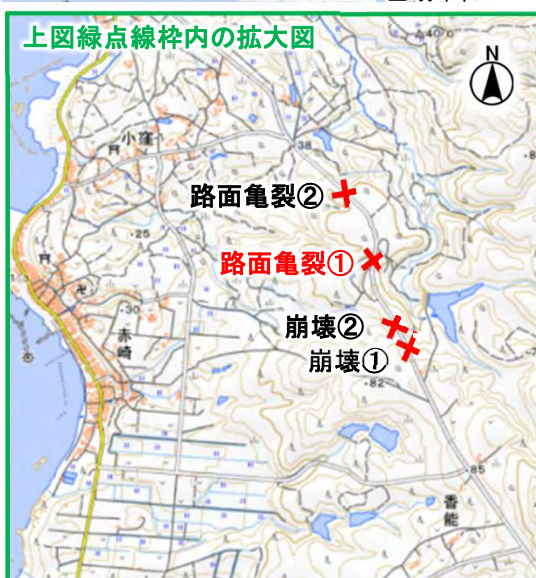 上図緑点線枠内の拡大図
N
小窪
・38
路面亀裂②
・25
路面亀裂①
・30
赤崎
崩壊②
崩壊①
・82
・85
香能